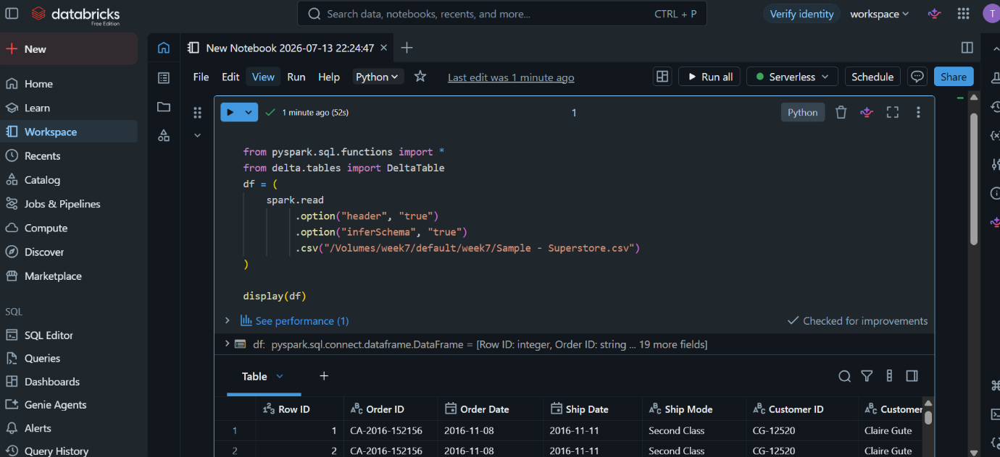 databricks
Free Edition
Search data, notebooks, recents, and more...
CTRL + P
Verify identity
workspace
T
New
Home
Learn
Workspace
Recents
Catalog
Jobs & Pipelines
Compute
Discover
Marketplace
SQL
SQL Editor
Queries
Dashboards
Genie Agents
Alerts
Query History
New Notebook 2026-07-13 22:24:47
File Edit View Run Help Python Last edit was 1 minute ago
Run all
Serverless
Schedule
Share
1 minute ago (52s)
1
Python
from pyspark.sql.functions import *
from delta.tables import DeltaTable
df = (
spark.read
.option("header", "true")
.option("inferSchema", "true")
.csv("/Volumes/week7/default/week7/Sample - Superstore.csv")
)
display(df)
See performance (1)
Checked for improvements
df: pyspark.sql.connect.dataframe.DataFrame = [Row ID: integer, Order ID: string ... 19 more fields]
Table
Row ID Order ID Order Date Ship Date Ship Mode Customer ID Customer
1 1 CA-2016-152156 2016-11-08 2016-11-11 Second Class CG-12520 Claire Gute
2 2 CA-2016-152156 2016-11-08 2016-11-11 Second Class CG-12520 Claire Gute